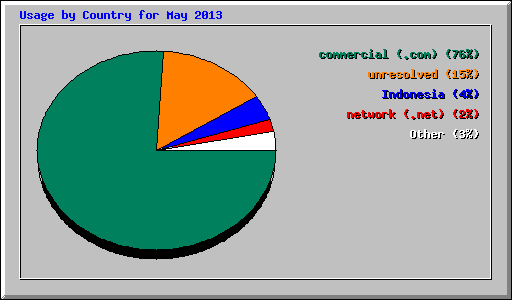 Usage by Country for May 2013
commercial (.com) (76%)
unresolved (15%)
Indonesia (4%)
network (.net) (2%)
Other (3%)